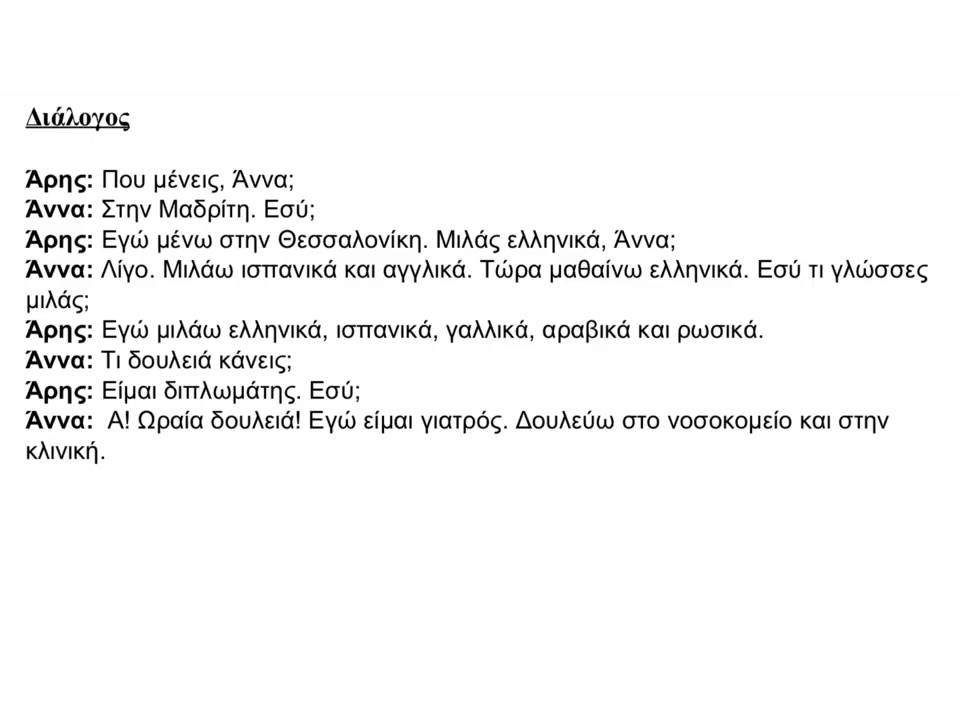 Διάλογος
Άρης: Που μένεις, Άννα;
Άννα: Στην Μαδρίτη. Εσύ;
Άρης: Εγώ μένω στην Θεσσαλονίκη. Μιλάς ελληνικά, Άννα;
Άννα: Λίγο. Μιλάω ισπανικά και αγγλικά. Τώρα μαθαίνω ελληνικά. Εσύ τι γλώσσες
μιλάς;
Άρης: Εγώ μιλάω ελληνικά, ισπανικά, γαλλικά, αραβικά και ρωσικά.
Άννα: Τι δουλειά κάνεις;
Άρης: Είμαι διπλωμάτης. Εσύ;
Άννα: Α! Ωραία δουλειά! Εγώ είμαι γιατρός. Δουλεύω στο νοσοκομείο και στην
κλινική.